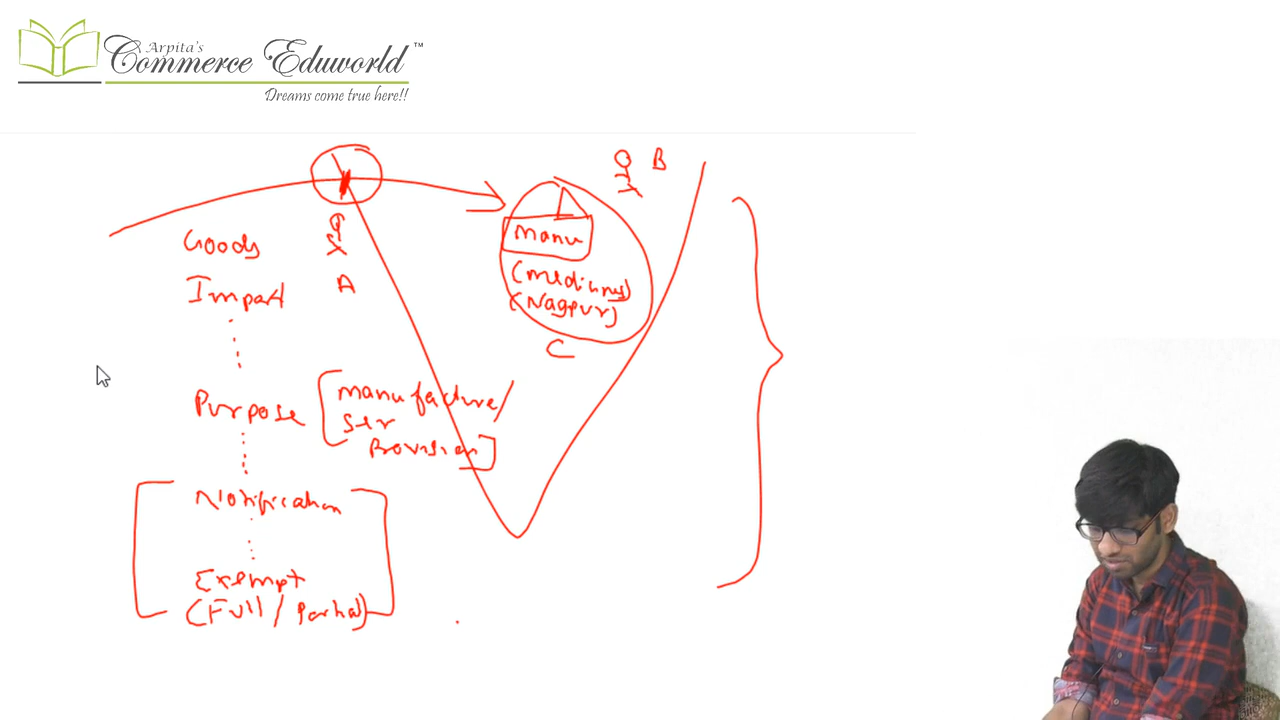 Arpita's
Commerce Eduworld™
Dreams come true here!!
B
Goods
A
Import
Manu
(Medicines)
(Nagpur)
C
Purpose [Manufacture/
Ser
Provision]
Notification
Exempt
(Full / Partial)